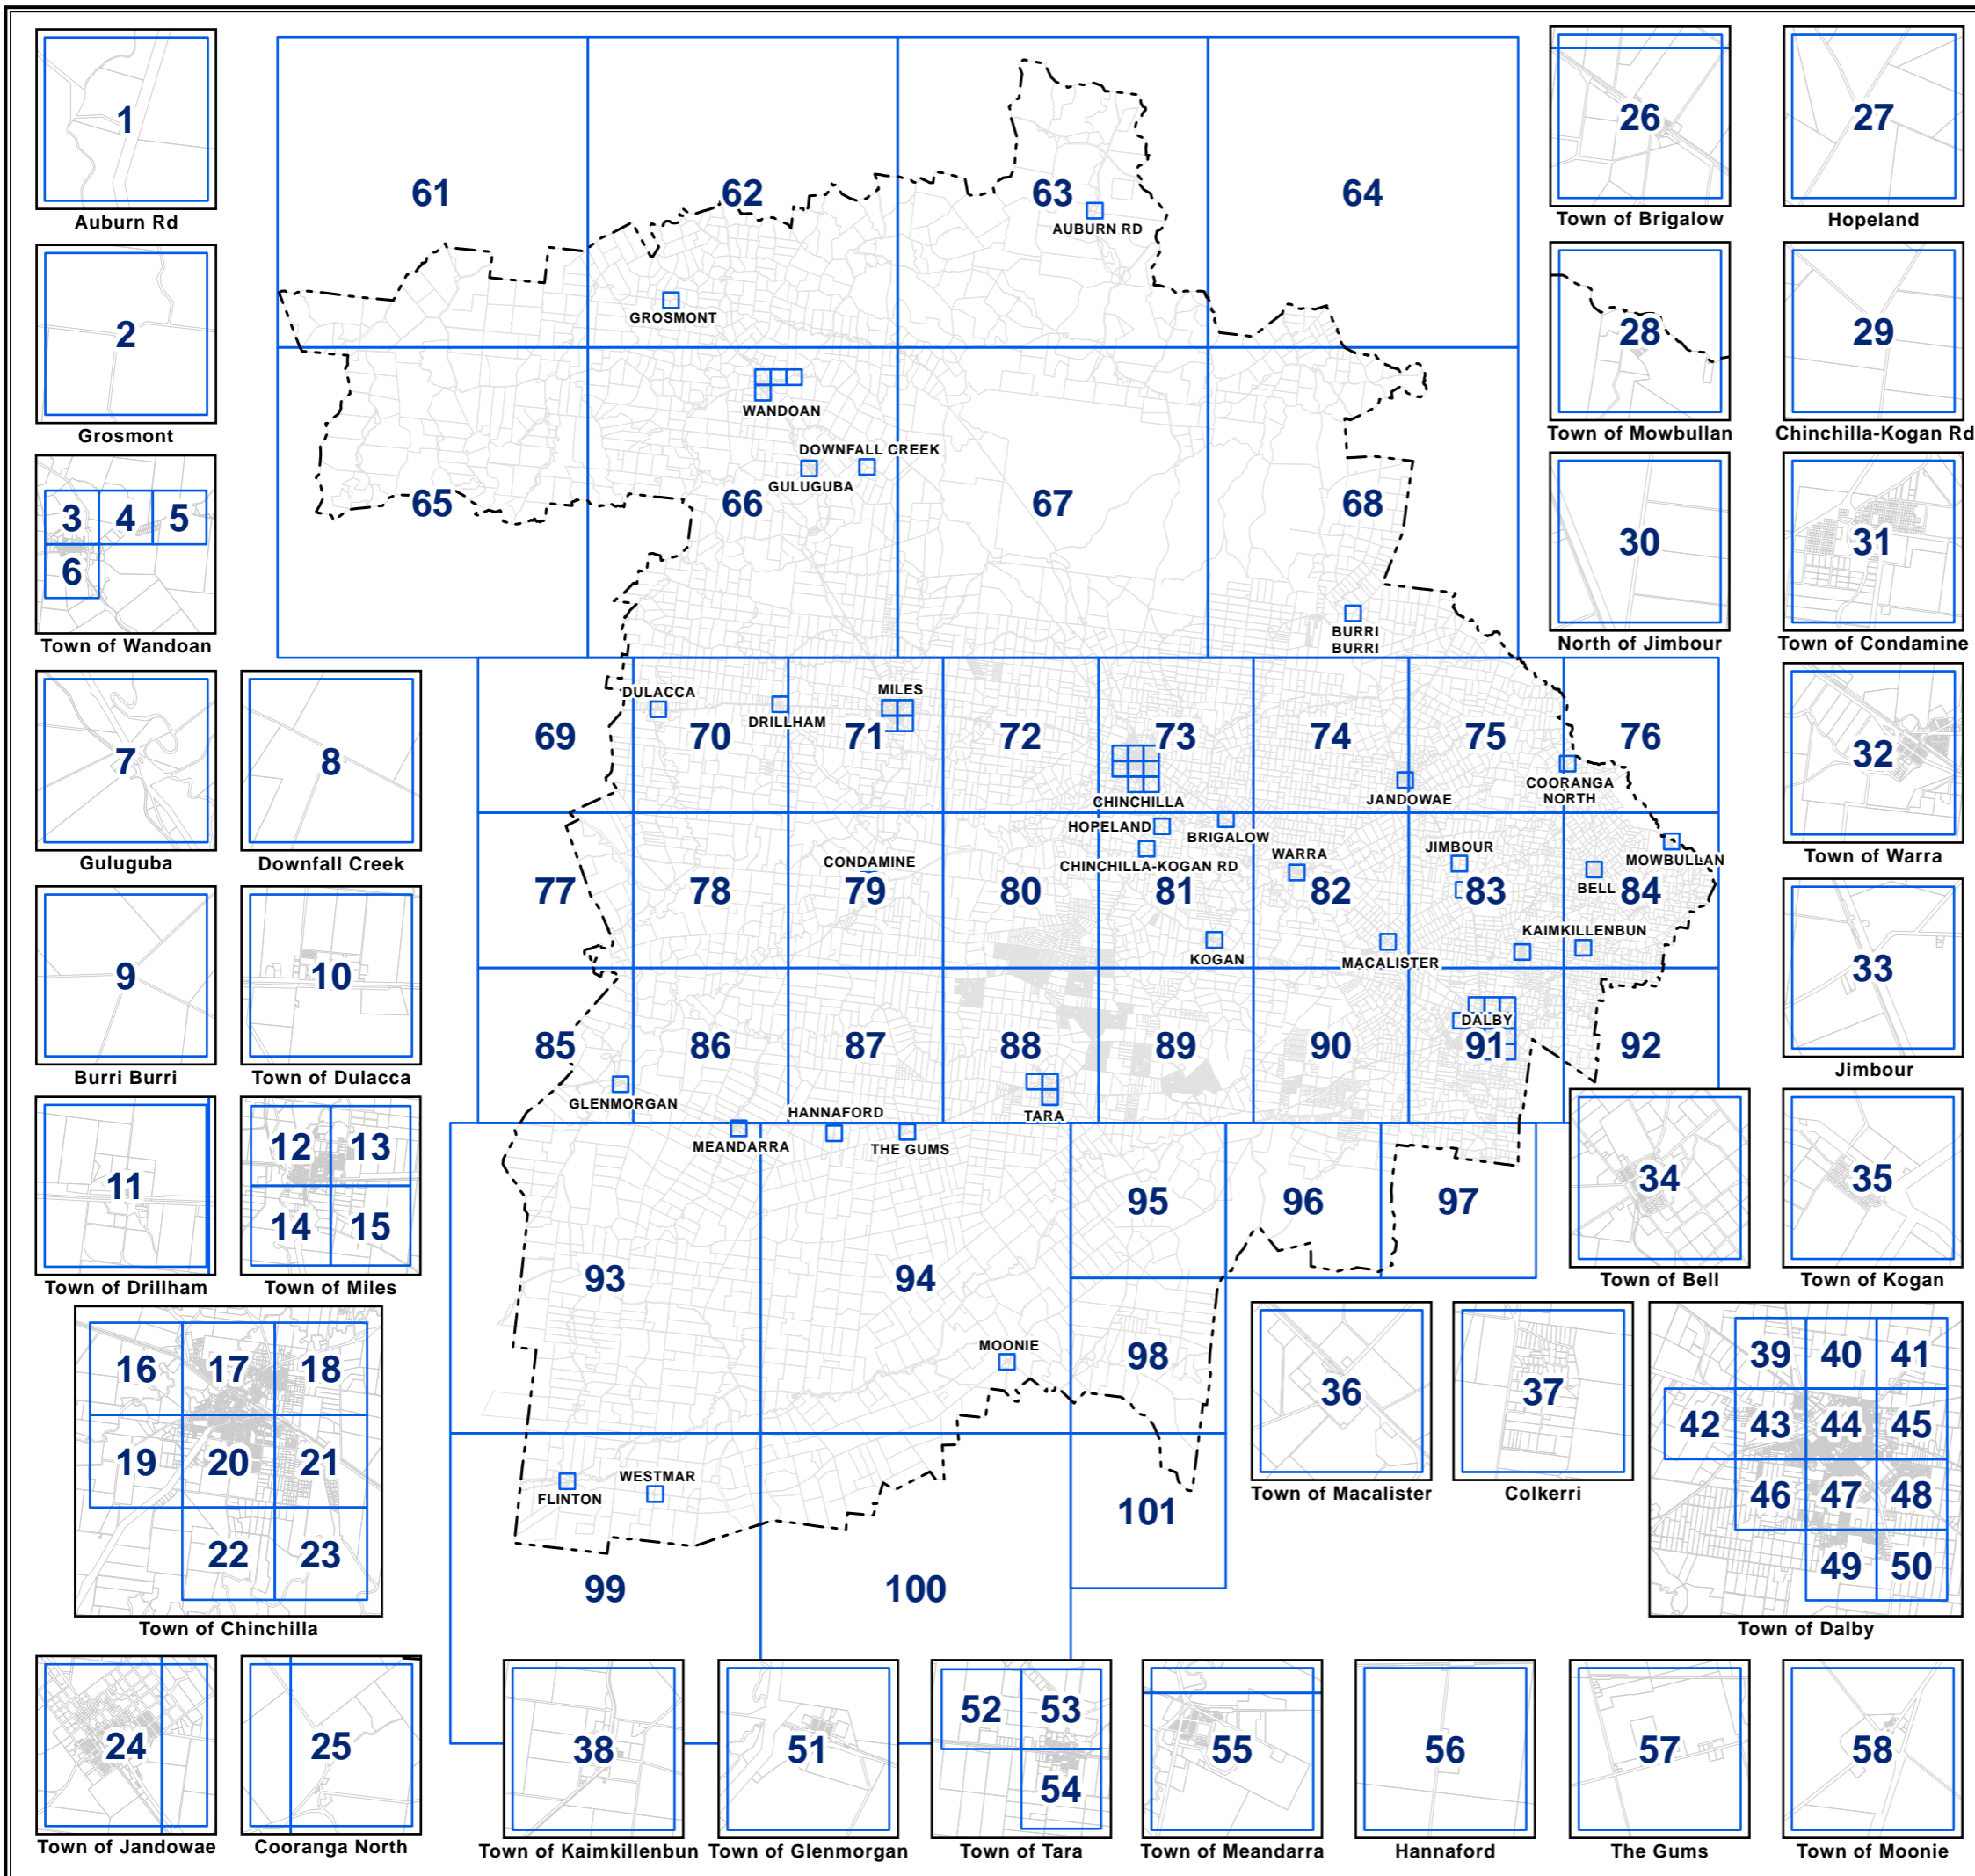 1
Auburn Rd
2
Grosmont
3 4 5
6
Town of Wandoan
7
Guluguba
8
Downfall Creek
9
Burri Burri
10
Town of Dulacca
11
Town of Drillham
12 13
14 15
Town of Miles
16 17 18
19 20 21
22 23
Town of Chinchilla
24
Town of Jandowae
25
Cooranga North
61 62 63 64
AUBURN RD
GROSMONT
WANDOAN
DOWNFALL CREEK
GULUGUBA
65 66 67 68
BURRI
BURRI
DULACCA
MILES
DRILLHAM
69 70 71 72 73 74 75 76
CHINCHILLA
JANDOWAE
COORANGA
NORTH
HOPELAND
BRIGALOW
CONDAMINE
CHINCHILLA-KOGAN RD
WARRA
JIMBOUR
MOWBULLAN
BELL
77 78 79 80 81 82 83 84
KAIMKILLENBUN
KOGAN
MACALISTER
DALBY
85 86 87 88 89 90 91 92
GLENMORGAN
HANNAFORD
TARA
MEANDARRA
THE GUMS
93 94 95 96 97
MOONIE
98
WESTMAR
FLINTON
99 100 101
26
Town of Brigalow
27
Hopeland
28
Town of Mowbullan
29
Chinchilla-Kogan Rd
30
North of Jimbour
31
Town of Condamine
32
Town of Warra
33
Jimbour
34
Town of Bell
35
Town of Kogan
36
Town of Macalister
37
Colkerri
39 40 41
42 43 44 45
46 47 48
49 50
Town of Dalby
38
Town of Kaimkillenbun
51
Town of Glenmorgan
52 53
54
Town of Tara
55
Town of Meandarra
56
Hannaford
57
The Gums
58
Town of Moonie